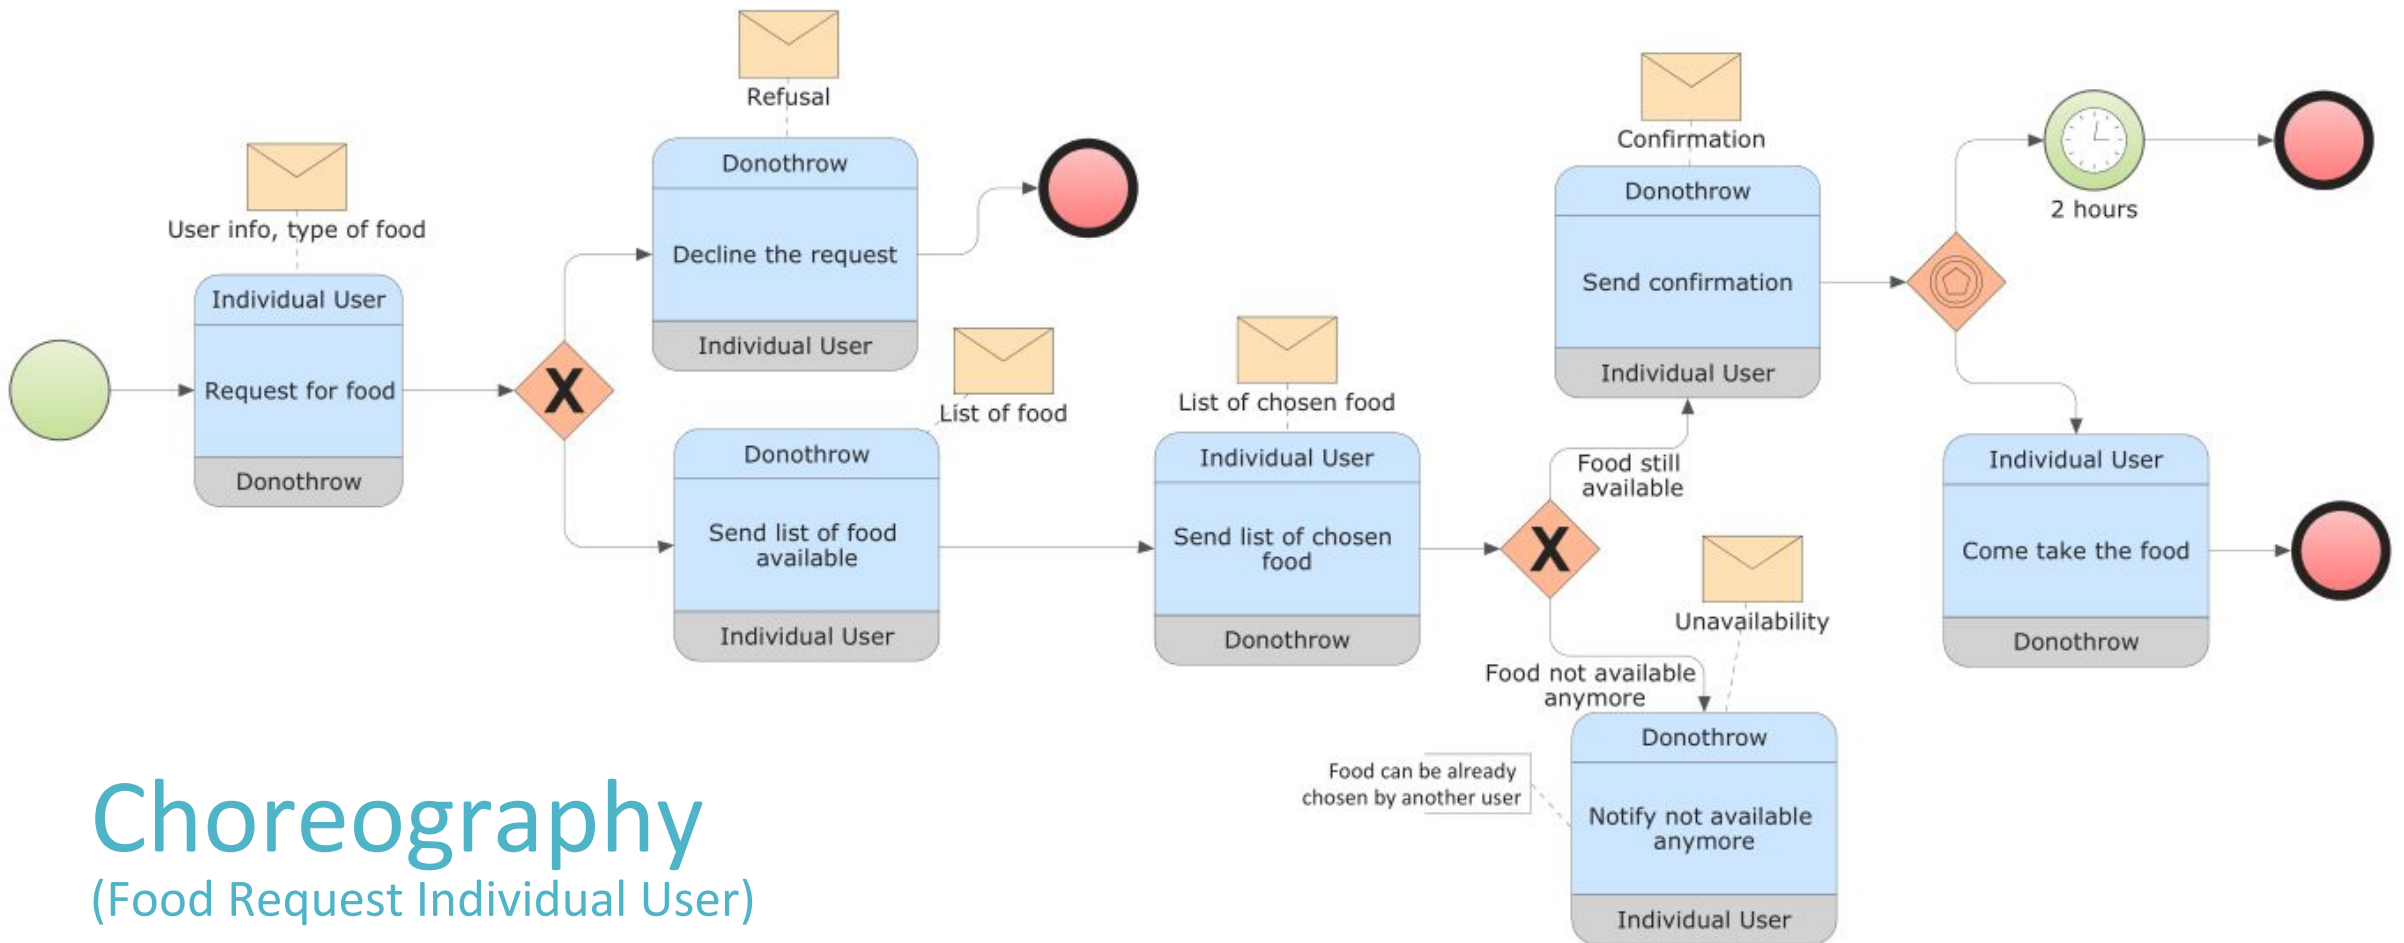 Refusal
Donothrow
Decline the request
Individual User
User info, type of food
Individual User
Request for food
Donothrow
X
List of food
Donothrow
Send list of food
available
Individual User
List of chosen food
Individual User
Send list of chosen
food
Donothrow
X
Food still
available
Confirmation
Donothrow
Send confirmation
Individual User
2 hours
Individual User
Come take the food
Donothrow
Unavailability
Food not available
anymore
Donothrow
Notify not available
anymore
Individual User
Food can be already
chosen by another user
Choreography
(Food Request Individual User)